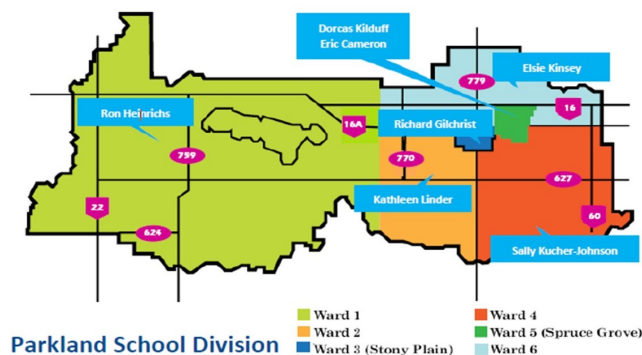 Dorcas Kilduff
Eric Cameron
Elsie Kinsey
779
16
Ron Heinrichs
16A
Richard Gilchrist
759
770
627
Kathleen Linder
22
60
624
Sally Kucher-Johnson
Ward 1
Ward 4
Ward 2
Ward 5 (Spruce Grove)
Ward 3 (Stony Plain)
Ward 6
Parkland School Division